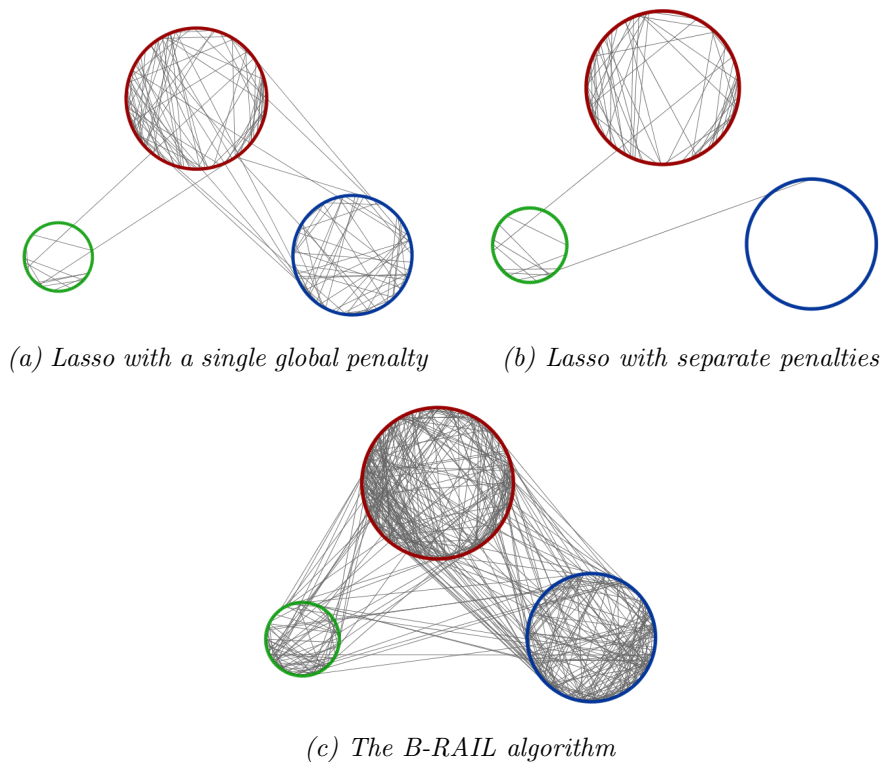 (a) Lasso with a single global penalty
(b) Lasso with separate penalties
(c) The B-RAIL algorithm